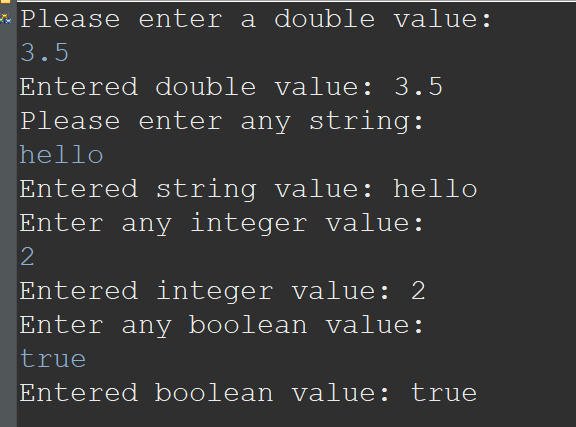 Please enter a double value:
3.5
Entered double value: 3.5
Please enter any string:
hello
Entered string value: hello
Enter any integer value:
2
Entered integer value: 2
Enter any boolean value:
true
Entered boolean value: true